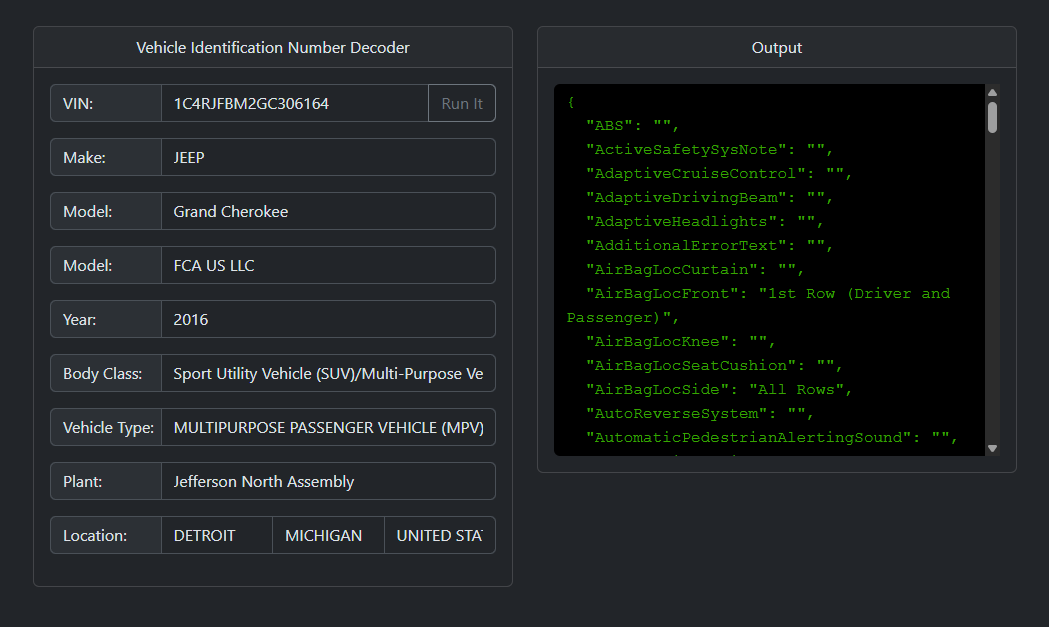 Vehicle Identification Number Decoder
VIN: 1C4RJFBM2GC306164 Run It
Make: JEEP
Model: Grand Cherokee
Model: FCA US LLC
Year: 2016
Body Class: Sport Utility Vehicle (SUV)/Multi-Purpose Ve
Vehicle Type: MULTIPURPOSE PASSENGER VEHICLE (MPV)
Plant: Jefferson North Assembly
Location: DETROIT MICHIGAN UNITED STA
Output
{
"ABS": "",
"ActiveSafetySysNote": "",
"AdaptiveCruiseControl": "",
"AdaptiveDrivingBeam": "",
"AdaptiveHeadlights": "",
"AdditionalErrorText": "",
"AirBagLocCurtain": "",
"AirBagLocFront": "1st Row (Driver and
Passenger)",
"AirBagLocKnee": "",
"AirBagLocSeatCushion": "",
"AirBagLocSide": "All Rows",
"AutoReverseSystem": "",
"AutomaticPedestrianAlertingSound": "",